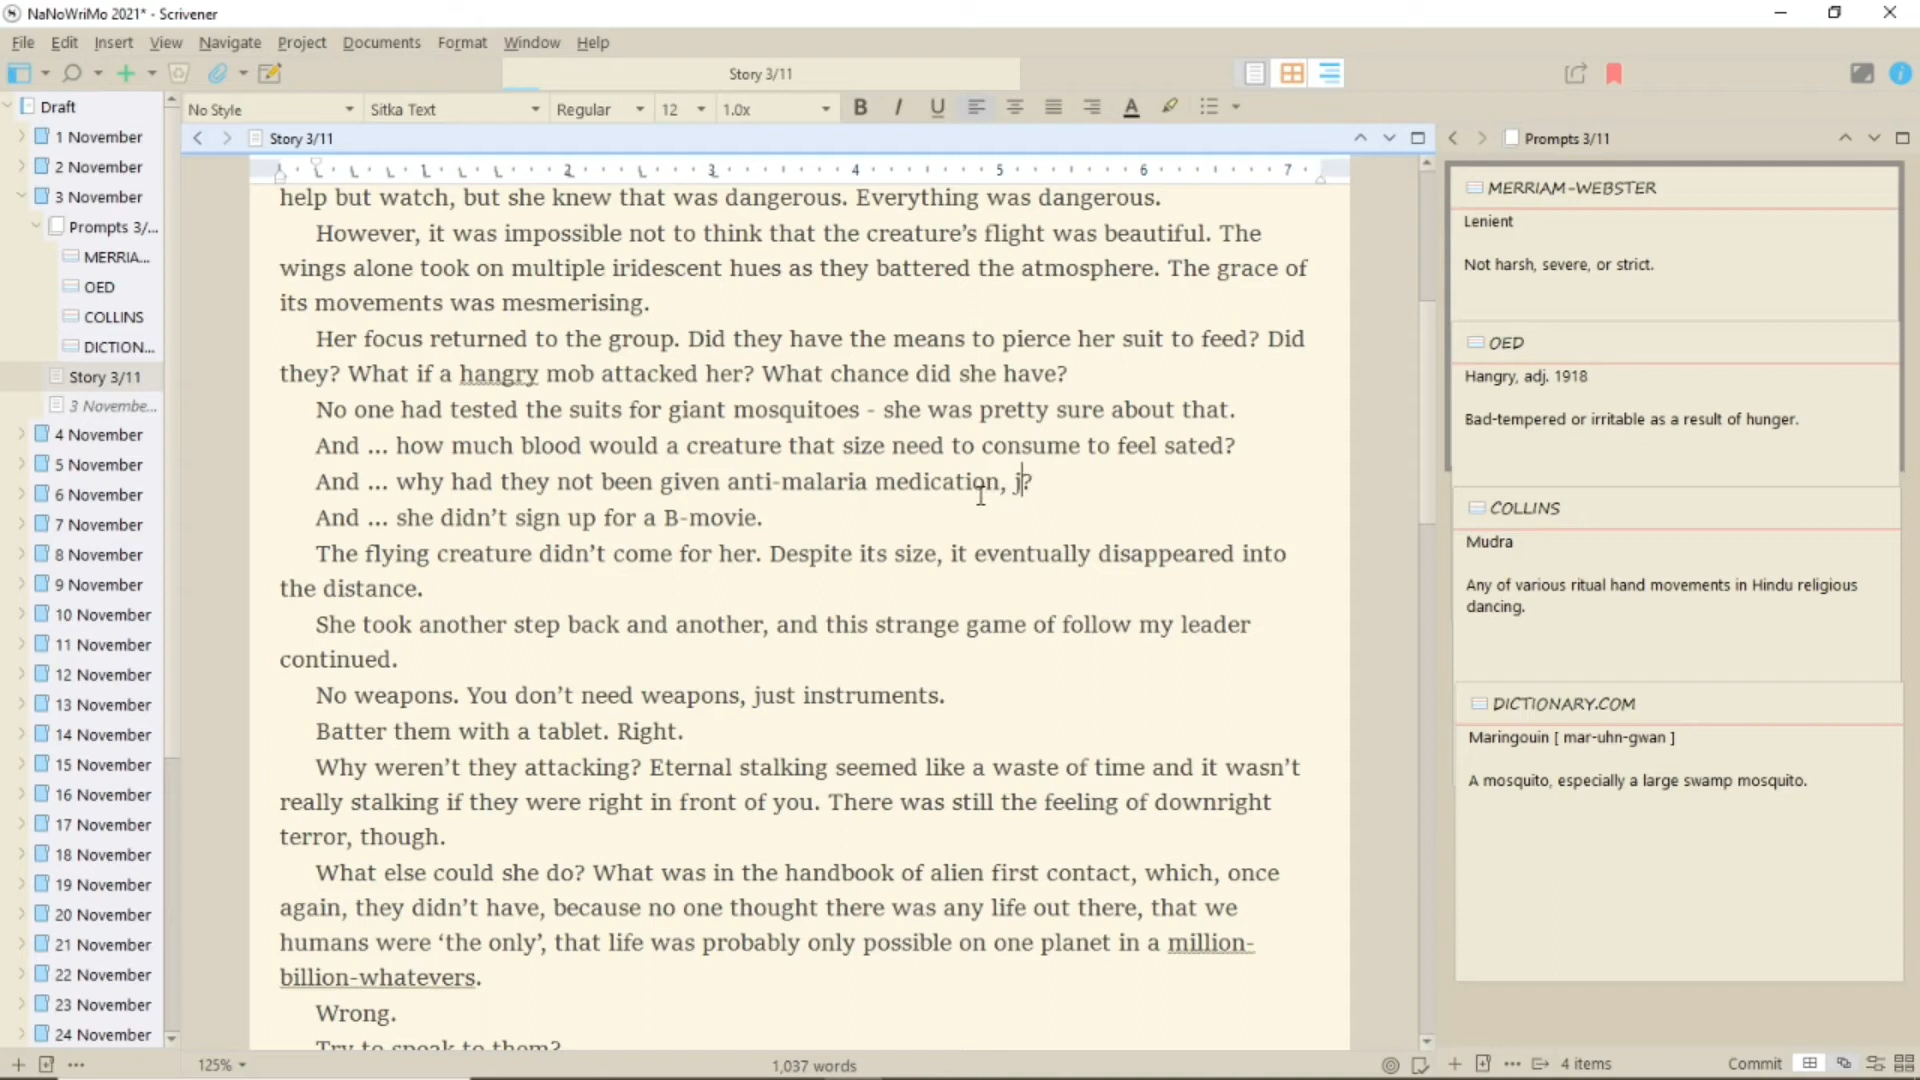 NaNoWriMo 2021* - Scrivener
File Edit Insert View Navigate Project Documents Format Window Help
Story 3/11
No Style Sitka Text Regular 12 1.0x B I U A
Draft
1 November
2 November
3 November
Prompts 3/...
MERRIA...
OED
COLLINS
DICTION...
Story 3/11
3 Novembe...
4 November
5 November
6 November
7 November
8 November
9 November
10 November
11 November
12 November
13 November
14 November
15 November
16 November
17 November
18 November
19 November
20 November
21 November
22 November
23 November
24 November
Story 3/11
1 2 3 4 5 6 7
help but watch, but she knew that was dangerous. Everything was dangerous.
However, it was impossible not to think that the creature’s flight was beautiful. The
wings alone took on multiple iridescent hues as they battered the atmosphere. The grace of
its movements was mesmerising.
Her focus returned to the group. Did they have the means to pierce her suit to feed? Did
they? What if a hangry mob attacked her? What chance did she have?
No one had tested the suits for giant mosquitoes - she was pretty sure about that.
And ... how much blood would a creature that size need to consume to feel sated?
And ... why had they not been given anti-malaria medication, j?
And ... she didn’t sign up for a B-movie.
The flying creature didn’t come for her. Despite its size, it eventually disappeared into
the distance.
She took another step back and another, and this strange game of follow my leader
continued.
No weapons. You don’t need weapons, just instruments.
Batter them with a tablet. Right.
Why weren’t they attacking? Eternal stalking seemed like a waste of time and it wasn’t
really stalking if they were right in front of you. There was still the feeling of downright
terror, though.
What else could she do? What was in the handbook of alien first contact, which, once
again, they didn’t have, because no one thought there was any life out there, that we
humans were ‘the only’, that life was probably only possible on one planet in a million-
billion-whatevers.
Wrong.
Try to speak to them?
125%
1,037 words
Prompts 3/11
MERRIAM-WEBSTER
Lenient
Not harsh, severe, or strict.
OED
Hangry, adj. 1918
Bad-tempered or irritable as a result of hunger.
COLLINS
Mudra
Any of various ritual hand movements in Hindu religious
dancing.
DICTIONARY.COM
Maringouin [ mar-uhn-gwan ]
A mosquito, especially a large swamp mosquito.
4 items
Commit